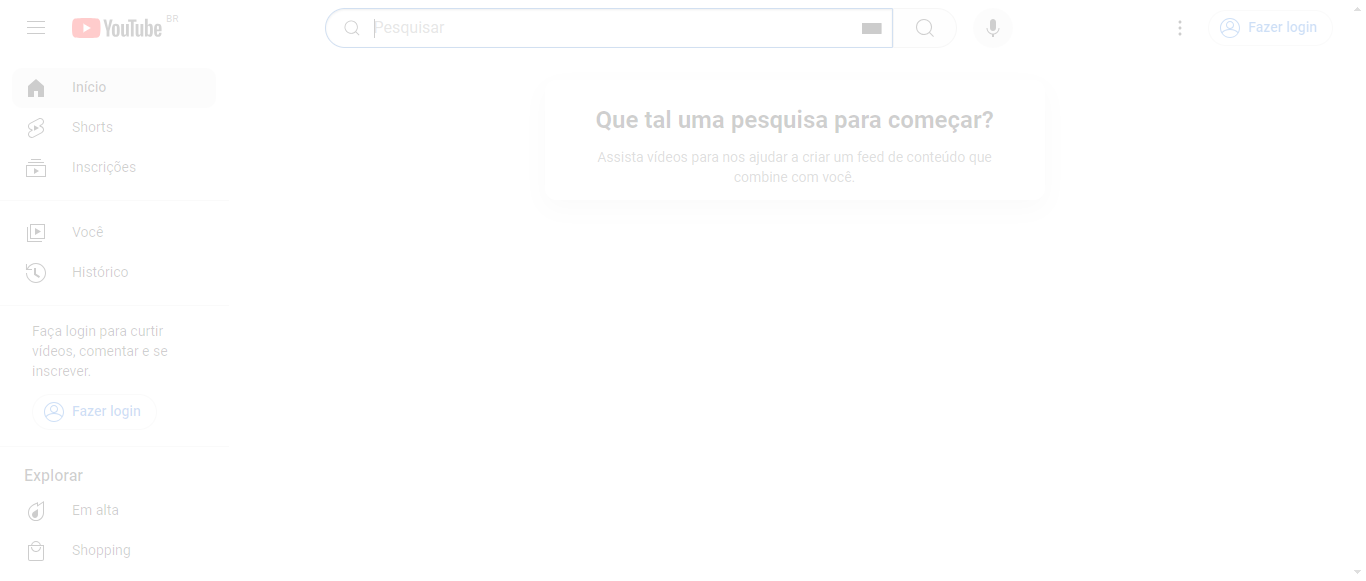 YouTube BR
Pesquisar
Fazer login
Início
Shorts
Inscrições
Você
Histórico
Faça login para curtir
vídeos, comentar e se
inscrever.
Fazer login
Explorar
Em alta
Shopping
Que tal uma pesquisa para começar?
Assista vídeos para nos ajudar a criar um feed de conteúdo que
combine com você.